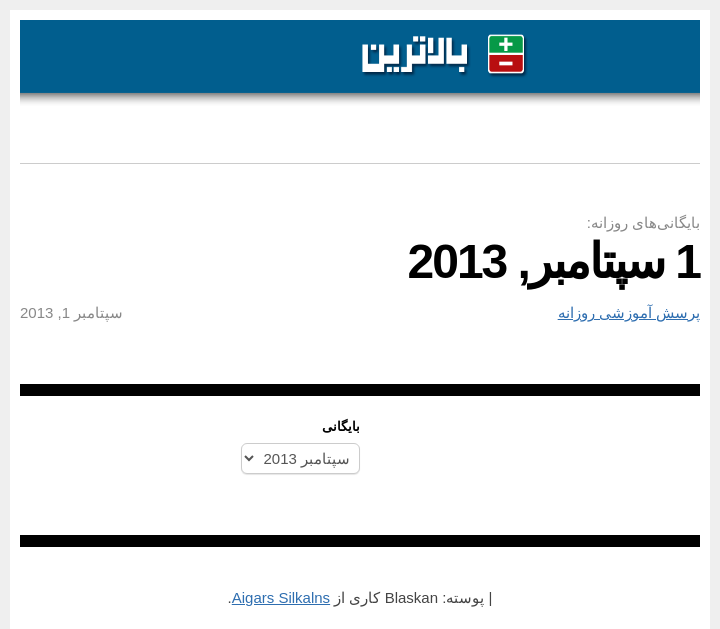 بالاترین
بایگانی‌های روزانه:
1 سپتامبر, 2013
پرسش آموزشی روزانه
سپتامبر 1, 2013
بایگانی
سپتامبر 2013
| پوسته: Blaskan کاری از Aigars Silkalns.